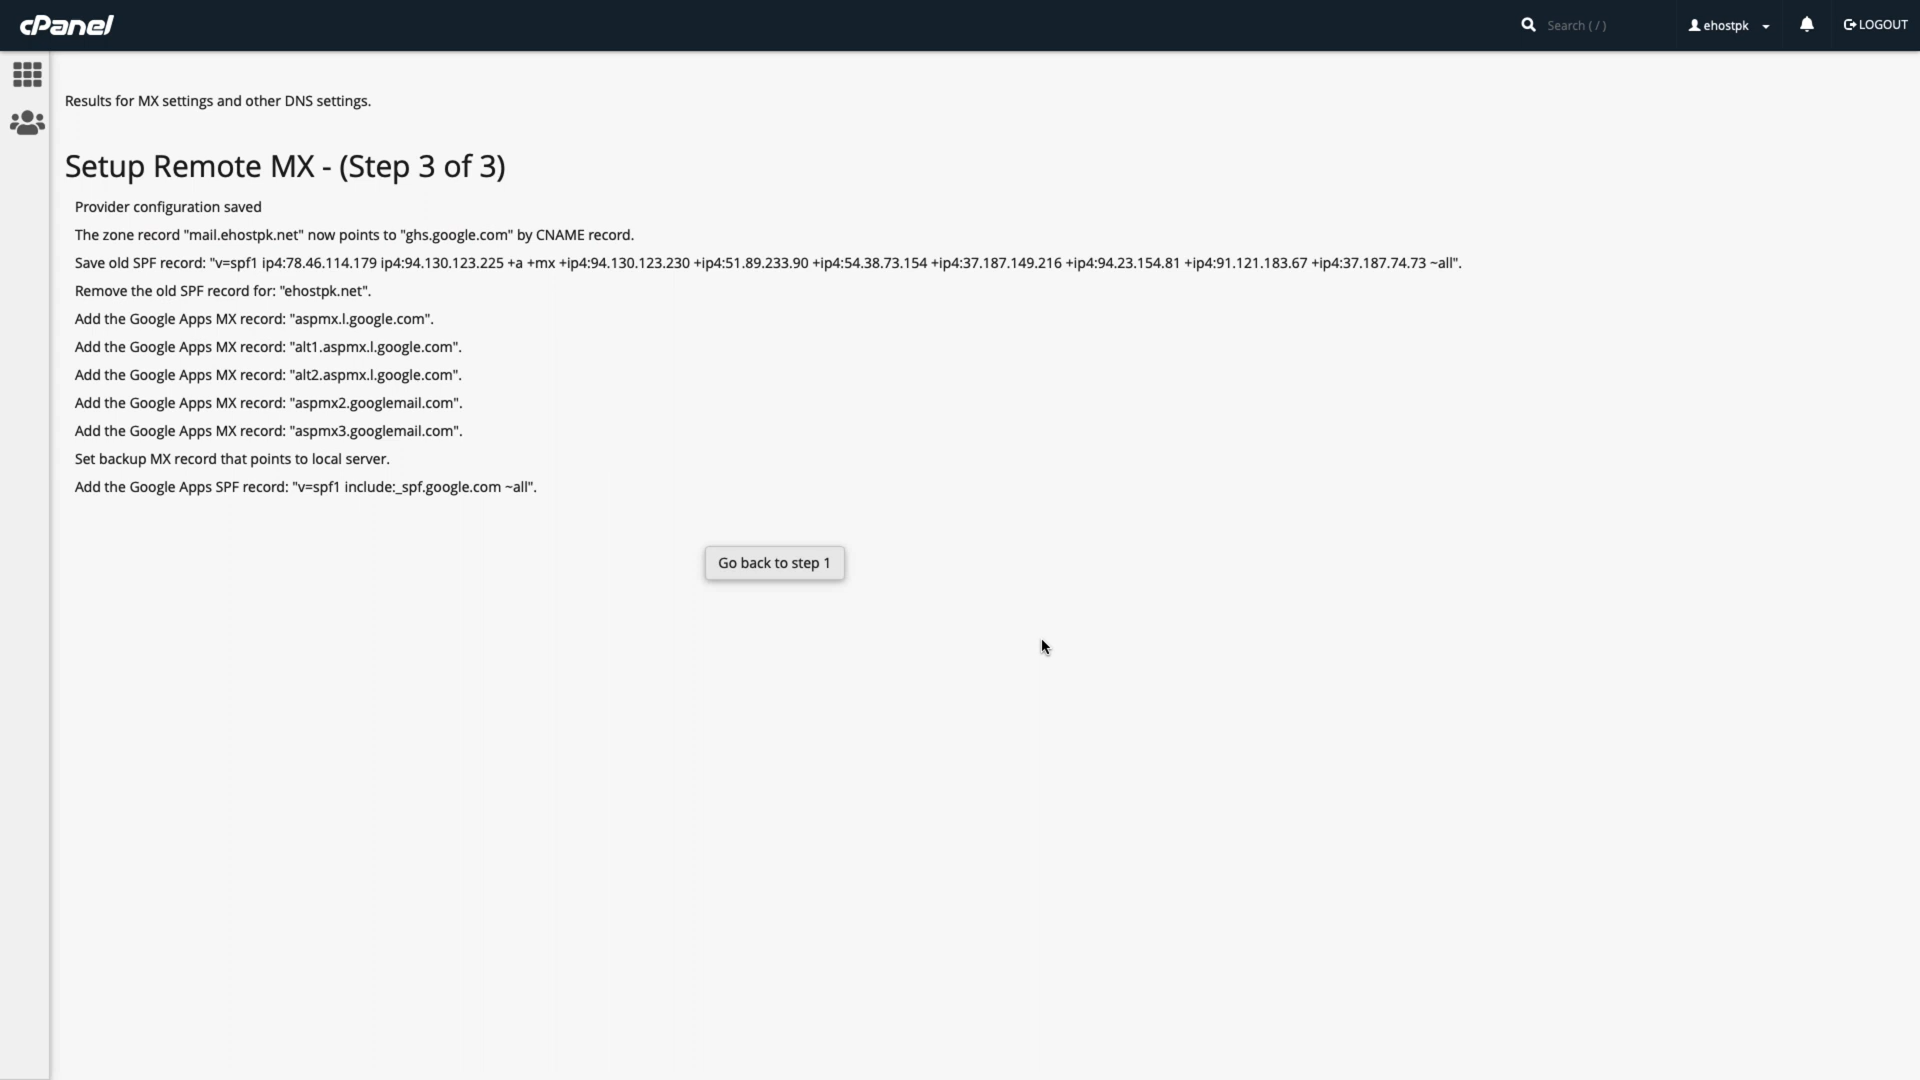 cPanel
Search ( / )
ehostpk
LOGOUT
Results for MX settings and other DNS settings.
Setup Remote MX - (Step 3 of 3)
Provider configuration saved
The zone record "mail.ehostpk.net" now points to "ghs.google.com" by CNAME record.
Save old SPF record: "v=spf1 ip4:78.46.114.179 ip4:94.130.123.225 +a +mx +ip4:94.130.123.230 +ip4:51.89.233.90 +ip4:54.38.73.154 +ip4:37.187.149.216 +ip4:94.23.154.81 +ip4:91.121.183.67 +ip4:37.187.74.73 ~all".
Remove the old SPF record for: "ehostpk.net".
Add the Google Apps MX record: "aspmx.l.google.com".
Add the Google Apps MX record: "alt1.aspmx.l.google.com".
Add the Google Apps MX record: "alt2.aspmx.l.google.com".
Add the Google Apps MX record: "aspmx2.googlemail.com".
Add the Google Apps MX record: "aspmx3.googlemail.com".
Set backup MX record that points to local server.
Add the Google Apps SPF record: "v=spf1 include:_spf.google.com ~all".
Go back to step 1